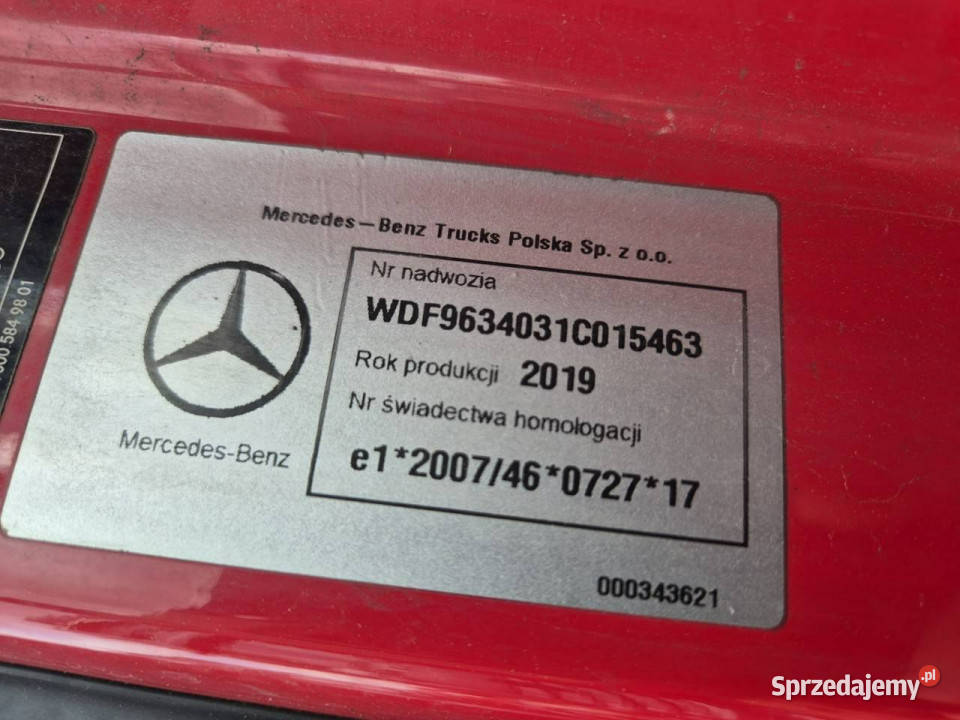 Mercedes-Benz Trucks Polska Sp. z o.o.
Nr nadwozia
WDF9634031C015463
Rok produkcji 2019
Nr świadectwa homologacji
e1*2007/46*0727*17
Mercedes-Benz
000343621
584 98 01
Sprzedajemy.pl